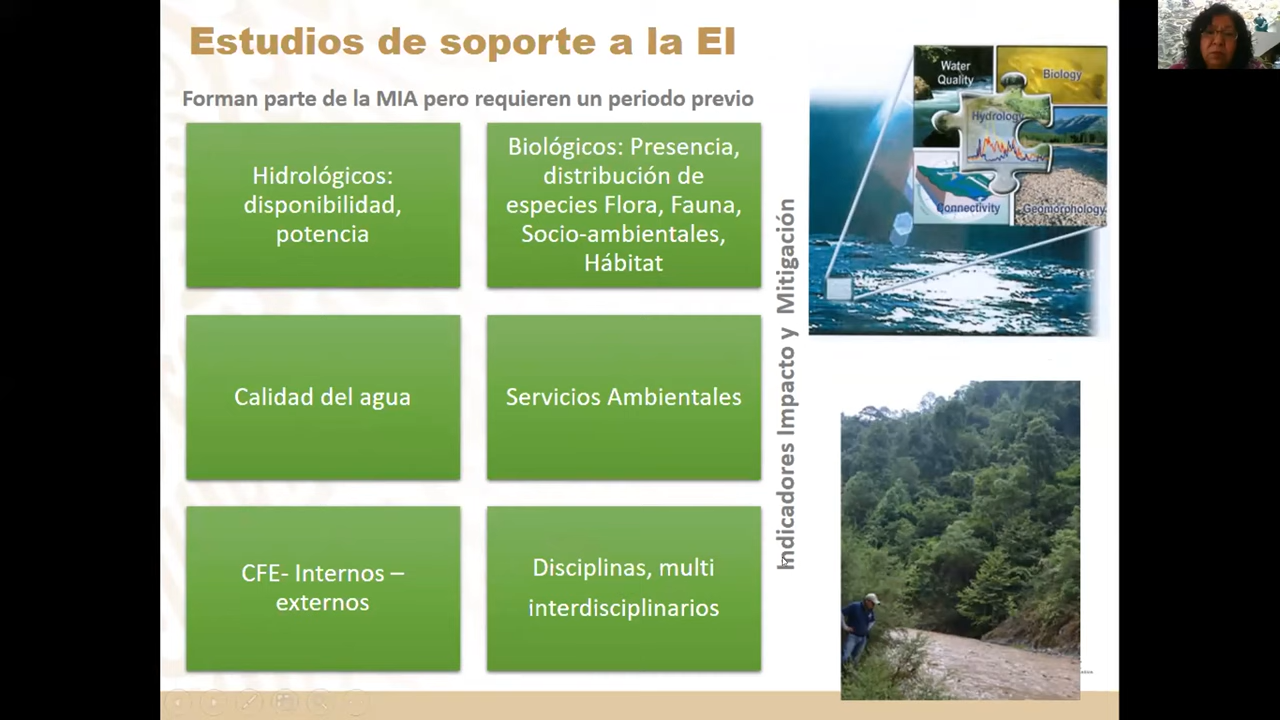 Estudios de soporte a la EI
Forman parte de la MIA pero requieren un periodo previo
Hidrológicos:
disponibilidad,
potencia
Biológicos: Presencia,
distribución de
especies Flora, Fauna,
Socio-ambientales,
Hábitat
Calidad del agua
Servicios Ambientales
CFE- Internos –
externos
Disciplinas, multi
interdisciplinarios
Indicadores Impacto y Mitigación
Water
Quality
Biology
Hydrology
Connectivity
Geomorphology